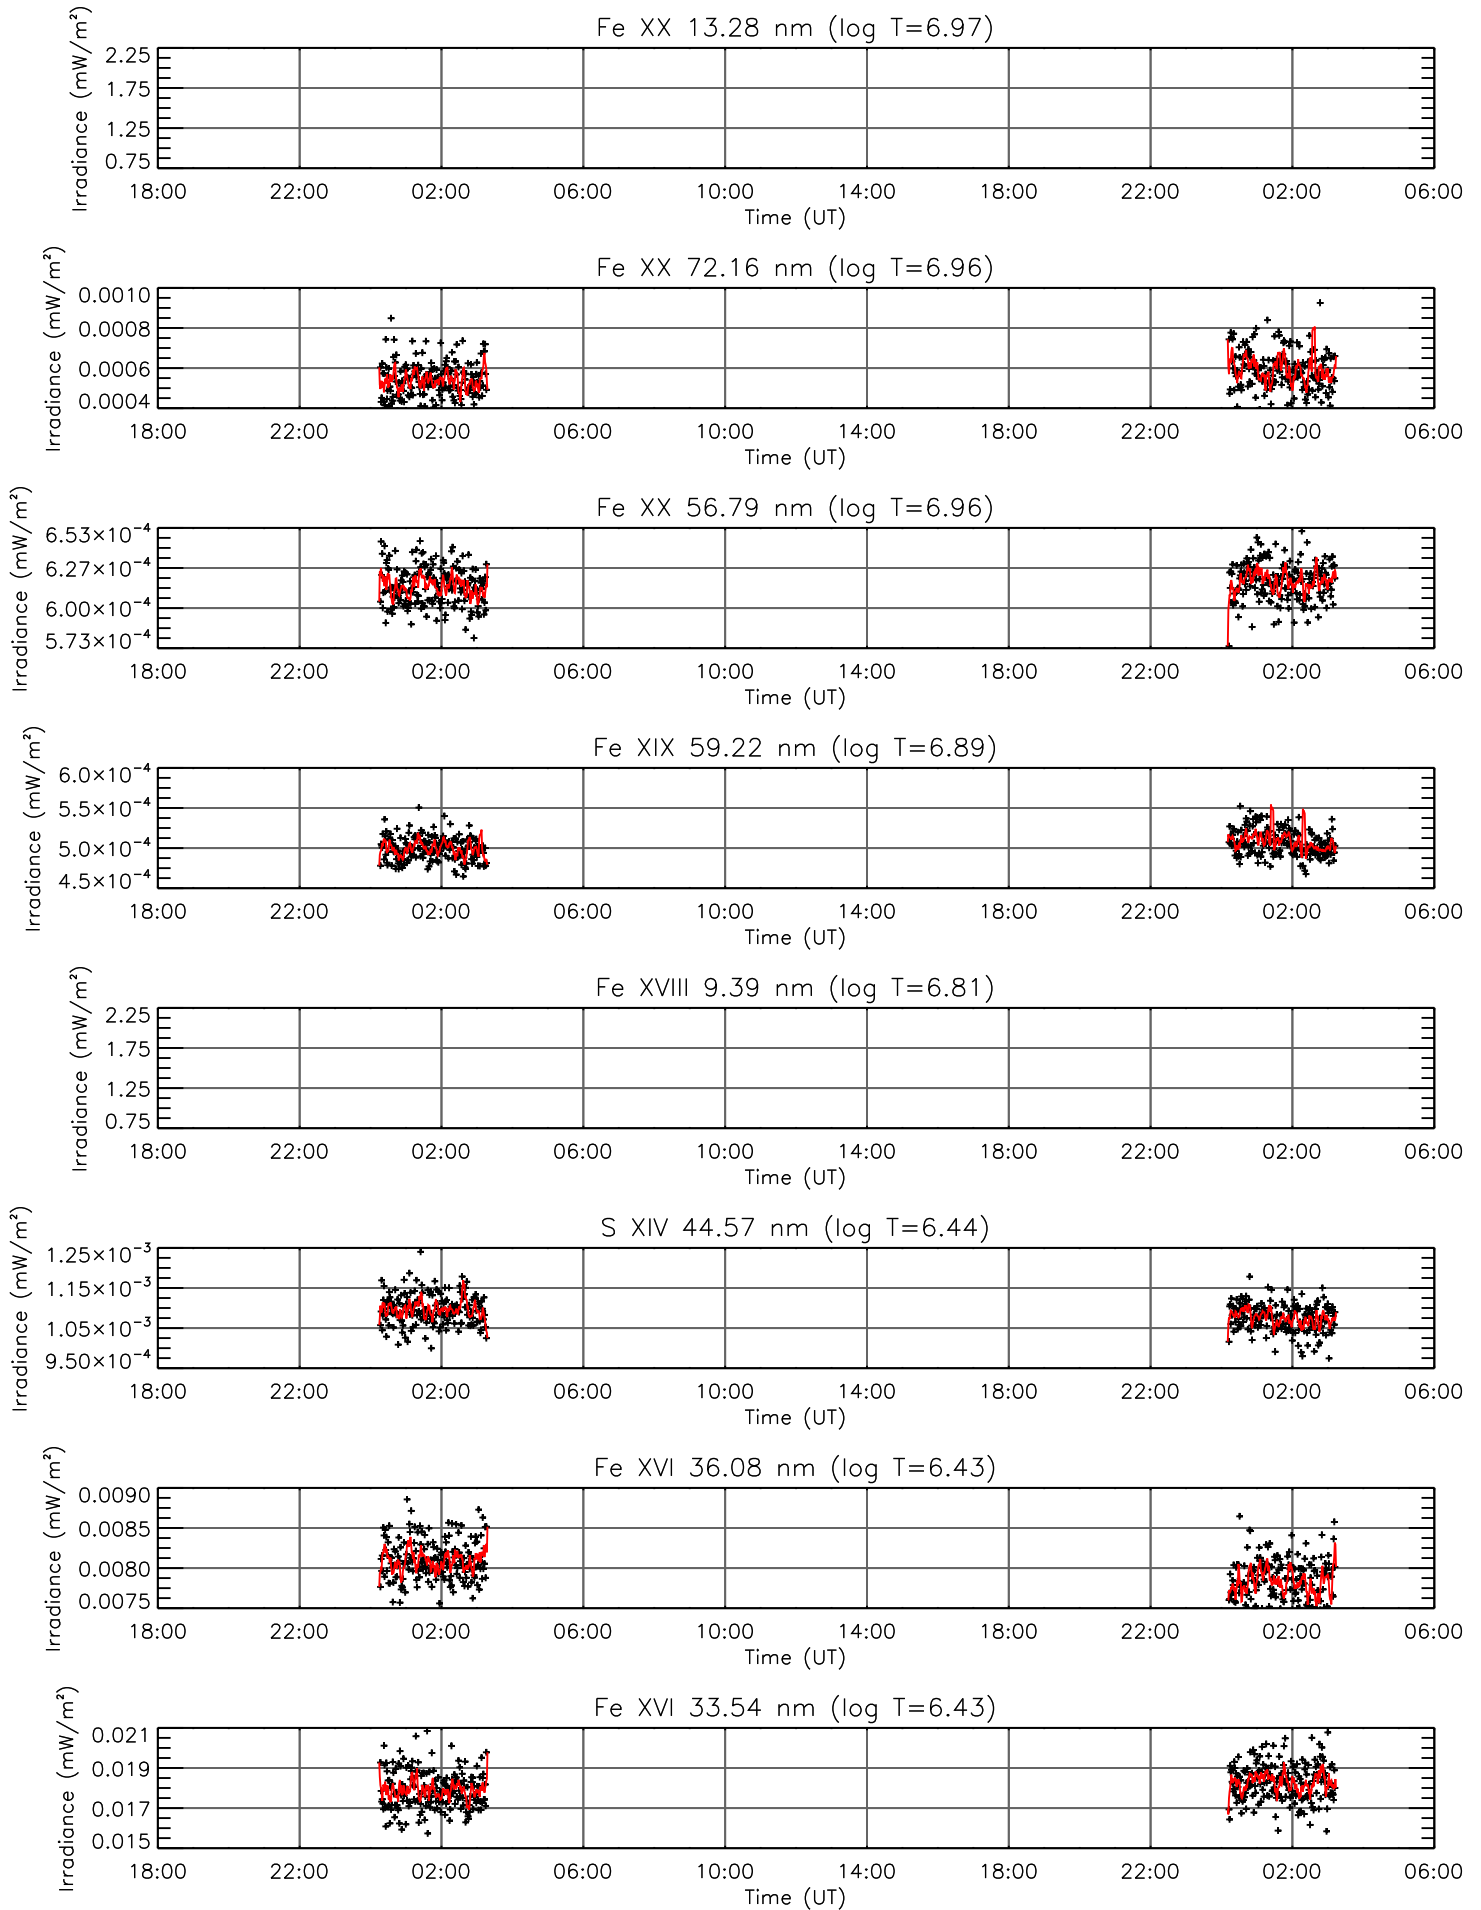 Fe XX 13.28 nm (log T=6.97)
Irradiance (mW/m²)
2.25
1.75
1.25
0.75
18:00 22:00 02:00 06:00 10:00 14:00 18:00 22:00 02:00 06:00
Time (UT)
Fe XX 72.16 nm (log T=6.96)
Irradiance (mW/m²)
0.0010
0.0008
0.0006
0.0004
18:00 22:00 02:00 06:00 10:00 14:00 18:00 22:00 02:00 06:00
Time (UT)
Fe XX 56.79 nm (log T=6.96)
Irradiance (mW/m²)
6.53×10⁻⁴
6.27×10⁻⁴
6.00×10⁻⁴
5.73×10⁻⁴
18:00 22:00 02:00 06:00 10:00 14:00 18:00 22:00 02:00 06:00
Time (UT)
Fe XIX 59.22 nm (log T=6.89)
Irradiance (mW/m²)
6.0×10⁻⁴
5.5×10⁻⁴
5.0×10⁻⁴
4.5×10⁻⁴
18:00 22:00 02:00 06:00 10:00 14:00 18:00 22:00 02:00 06:00
Time (UT)
Fe XVIII 9.39 nm (log T=6.81)
Irradiance (mW/m²)
2.25
1.75
1.25
0.75
18:00 22:00 02:00 06:00 10:00 14:00 18:00 22:00 02:00 06:00
Time (UT)
S XIV 44.57 nm (log T=6.44)
Irradiance (mW/m²)
1.25×10⁻³
1.15×10⁻³
1.05×10⁻³
9.50×10⁻⁴
18:00 22:00 02:00 06:00 10:00 14:00 18:00 22:00 02:00 06:00
Time (UT)
Fe XVI 36.08 nm (log T=6.43)
Irradiance (mW/m²)
0.0090
0.0085
0.0080
0.0075
18:00 22:00 02:00 06:00 10:00 14:00 18:00 22:00 02:00 06:00
Time (UT)
Fe XVI 33.54 nm (log T=6.43)
Irradiance (mW/m²)
0.021
0.019
0.017
0.015
18:00 22:00 02:00 06:00 10:00 14:00 18:00 22:00 02:00 06:00
Time (UT)